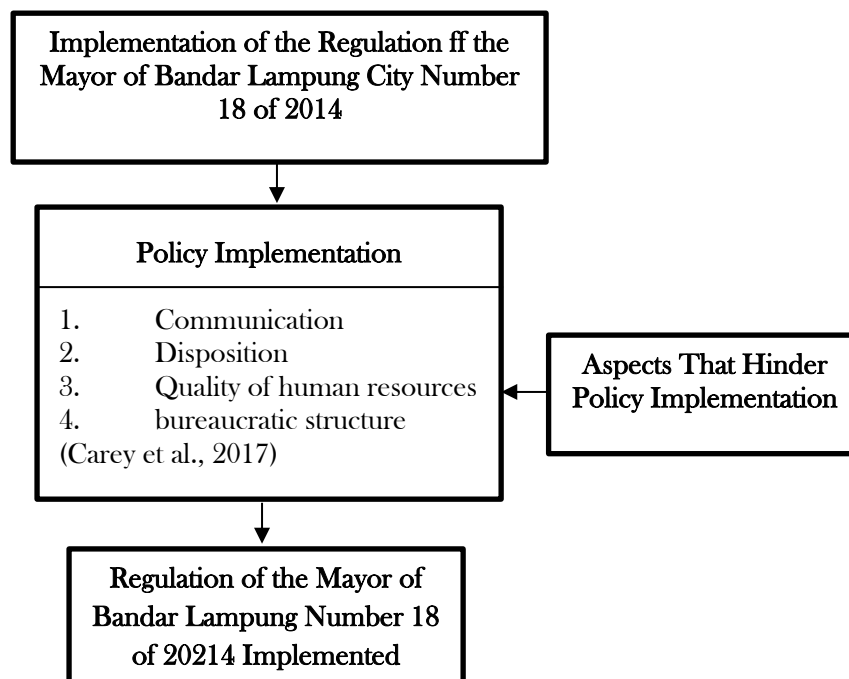 Implementation of the Regulation ff the
Mayor of Bandar Lampung City Number
18 of 2014
Policy Implementation
1. Communication
2. Disposition
3. Quality of human resources
4. bureaucratic structure
(Carey et al., 2017)
Aspects That Hinder
Policy Implementation
Regulation of the Mayor of
Bandar Lampung Number 18
of 20214 Implemented